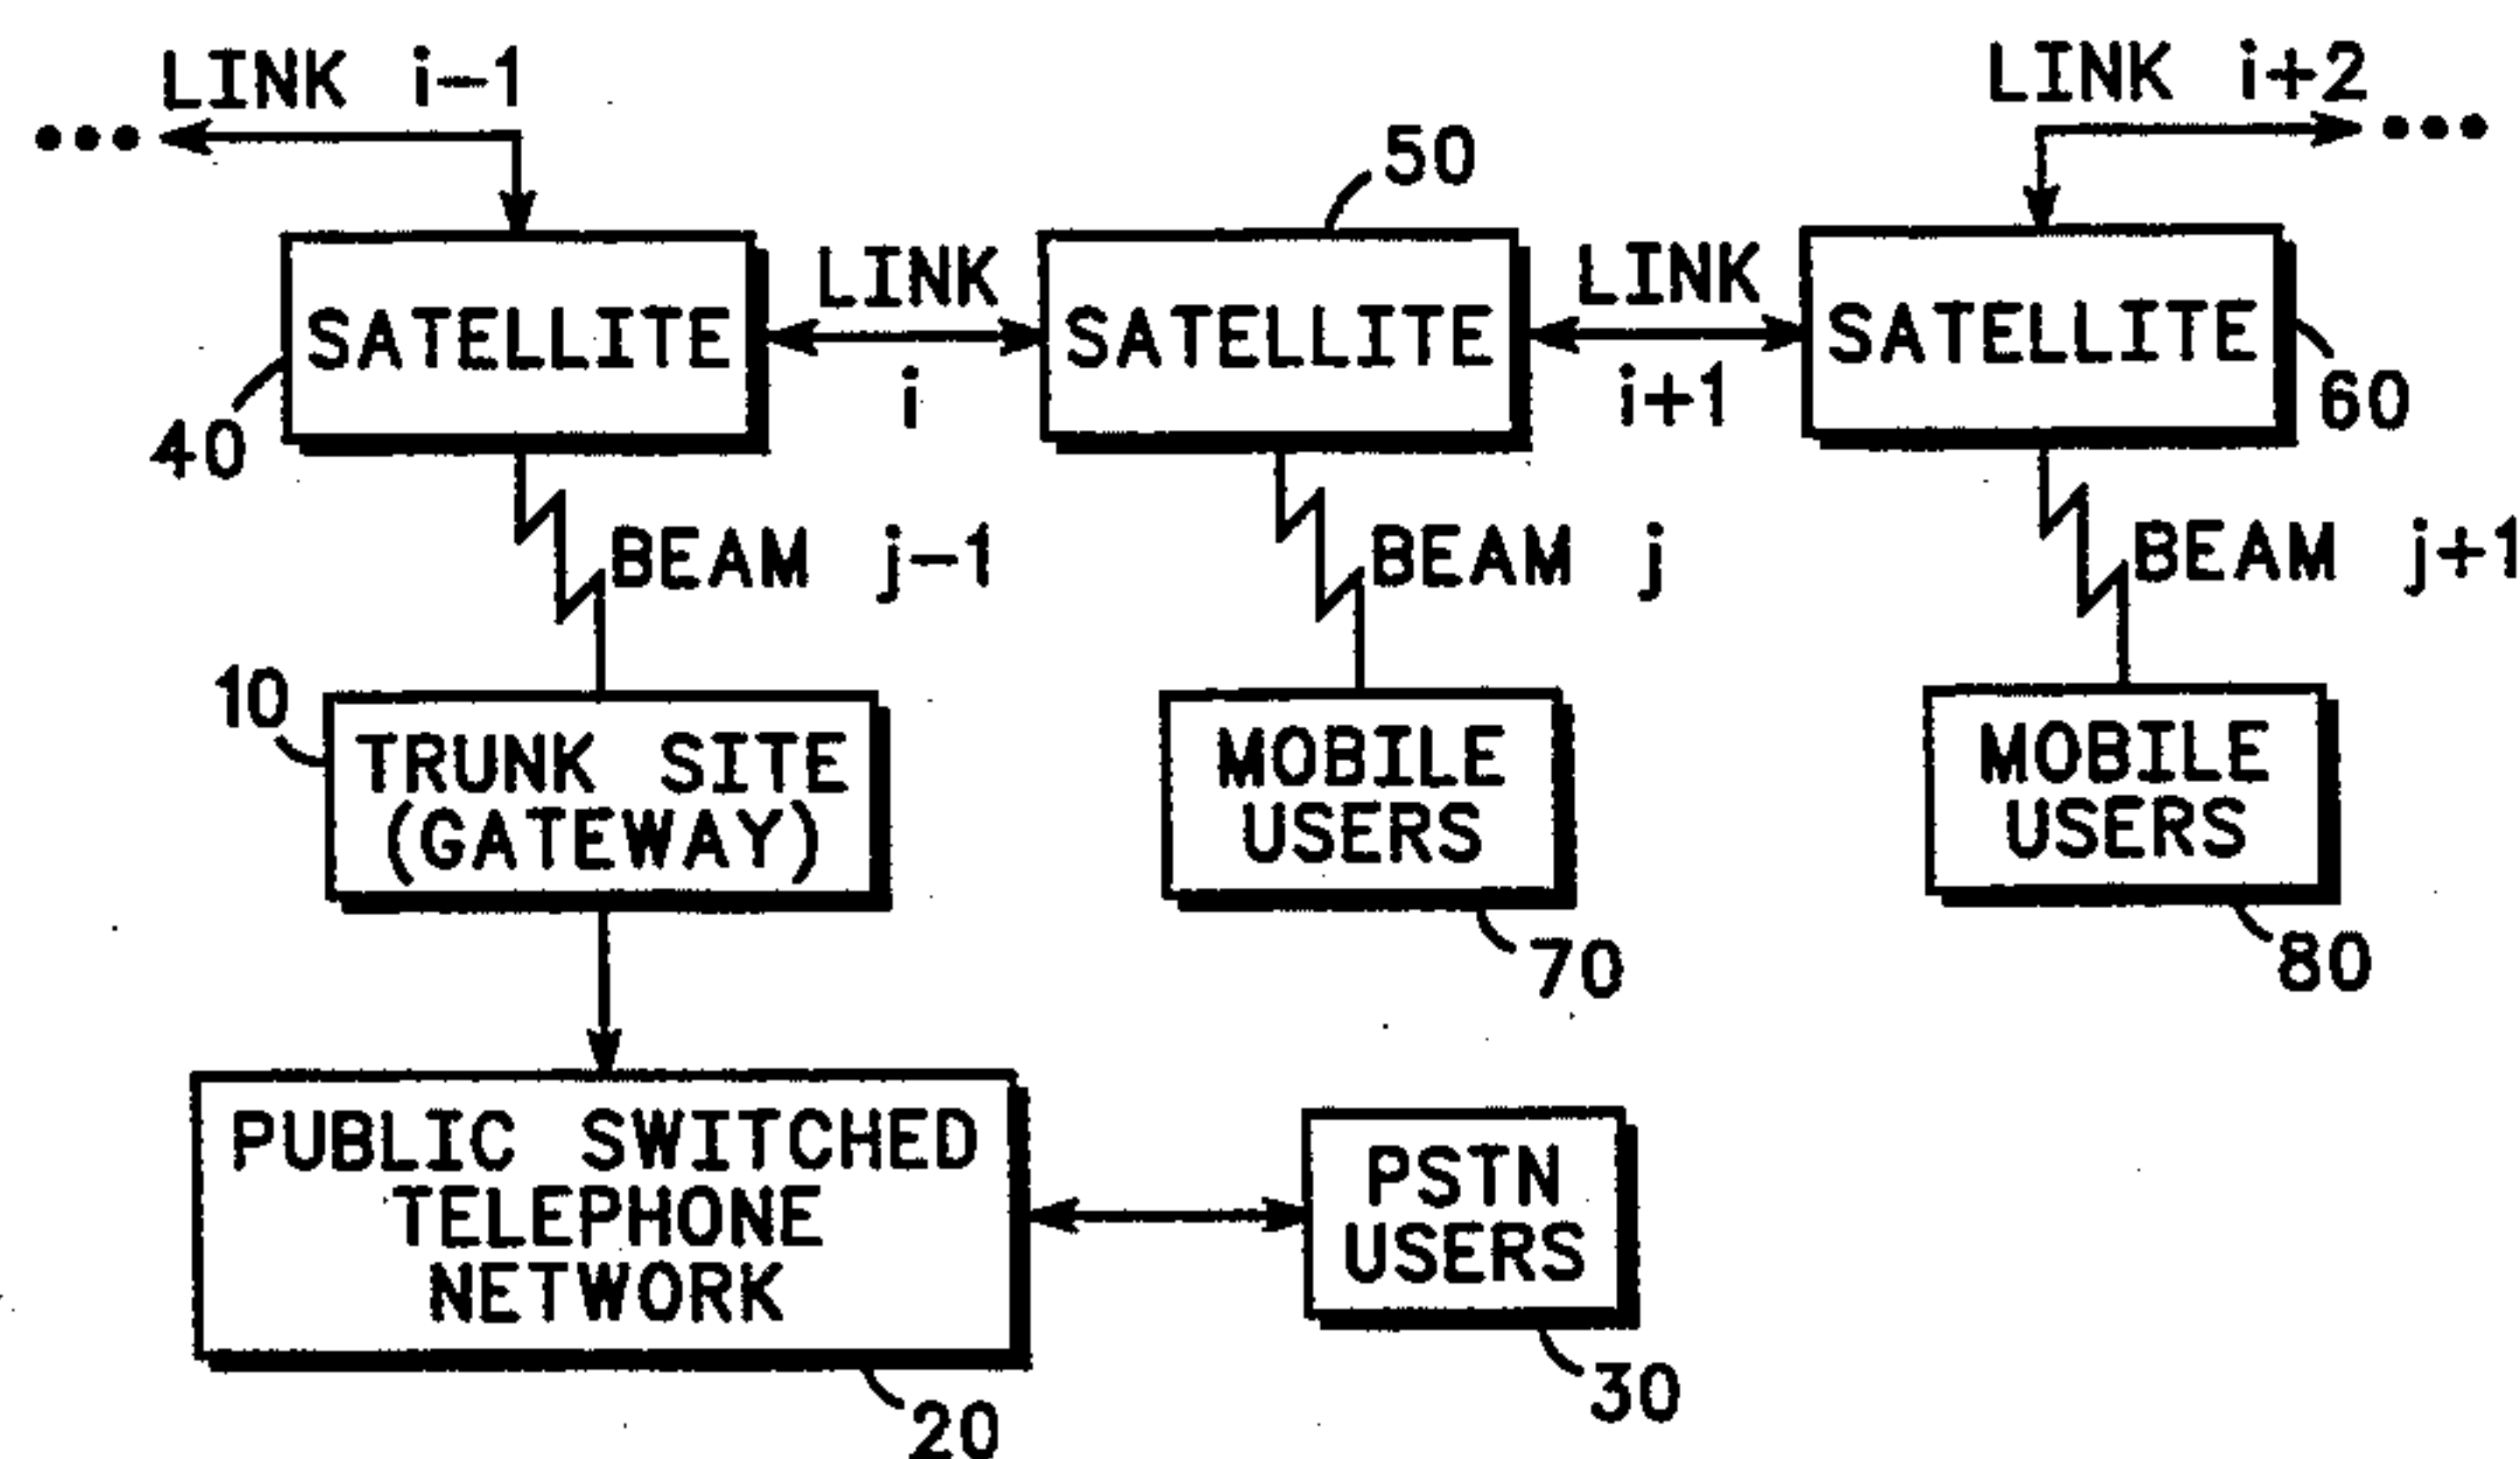 LINK i-1
LINK i+2
50
LINK
LINK
SATELLITE
SATELLITE
SATELLITE
i
i+1
40
60
BEAM j-1
BEAM j
BEAM j+1
10
TRUNK SITE
(GATEWAY)
MOBILE
USERS
MOBILE
USERS
70
80
PUBLIC SWITCHED
TELEPHONE
NETWORK
PSTN
USERS
30
20